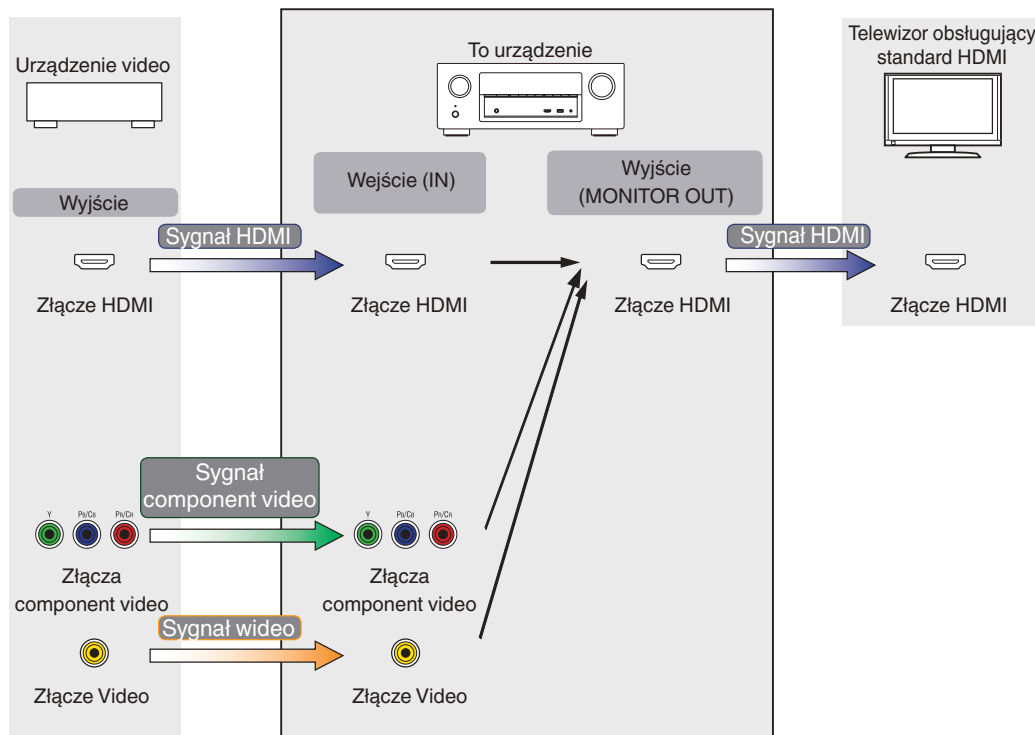 Urządzenie video
To urządzenie
Telewizor obsługujący
standard HDMI
Wyjście
Wejście (IN)
Wyjście
(MONITOR OUT)
Sygnał HDMI
Sygnał HDMI
Złącze HDMI
Złącze HDMI
Złącze HDMI
Złącze HDMI
Sygnał
component video
Y PB/CB PR/CR
Y PB/CB PR/CR
Złącza
component video
Złącza
component video
Sygnał wideo
Złącze Video
Złącze Video